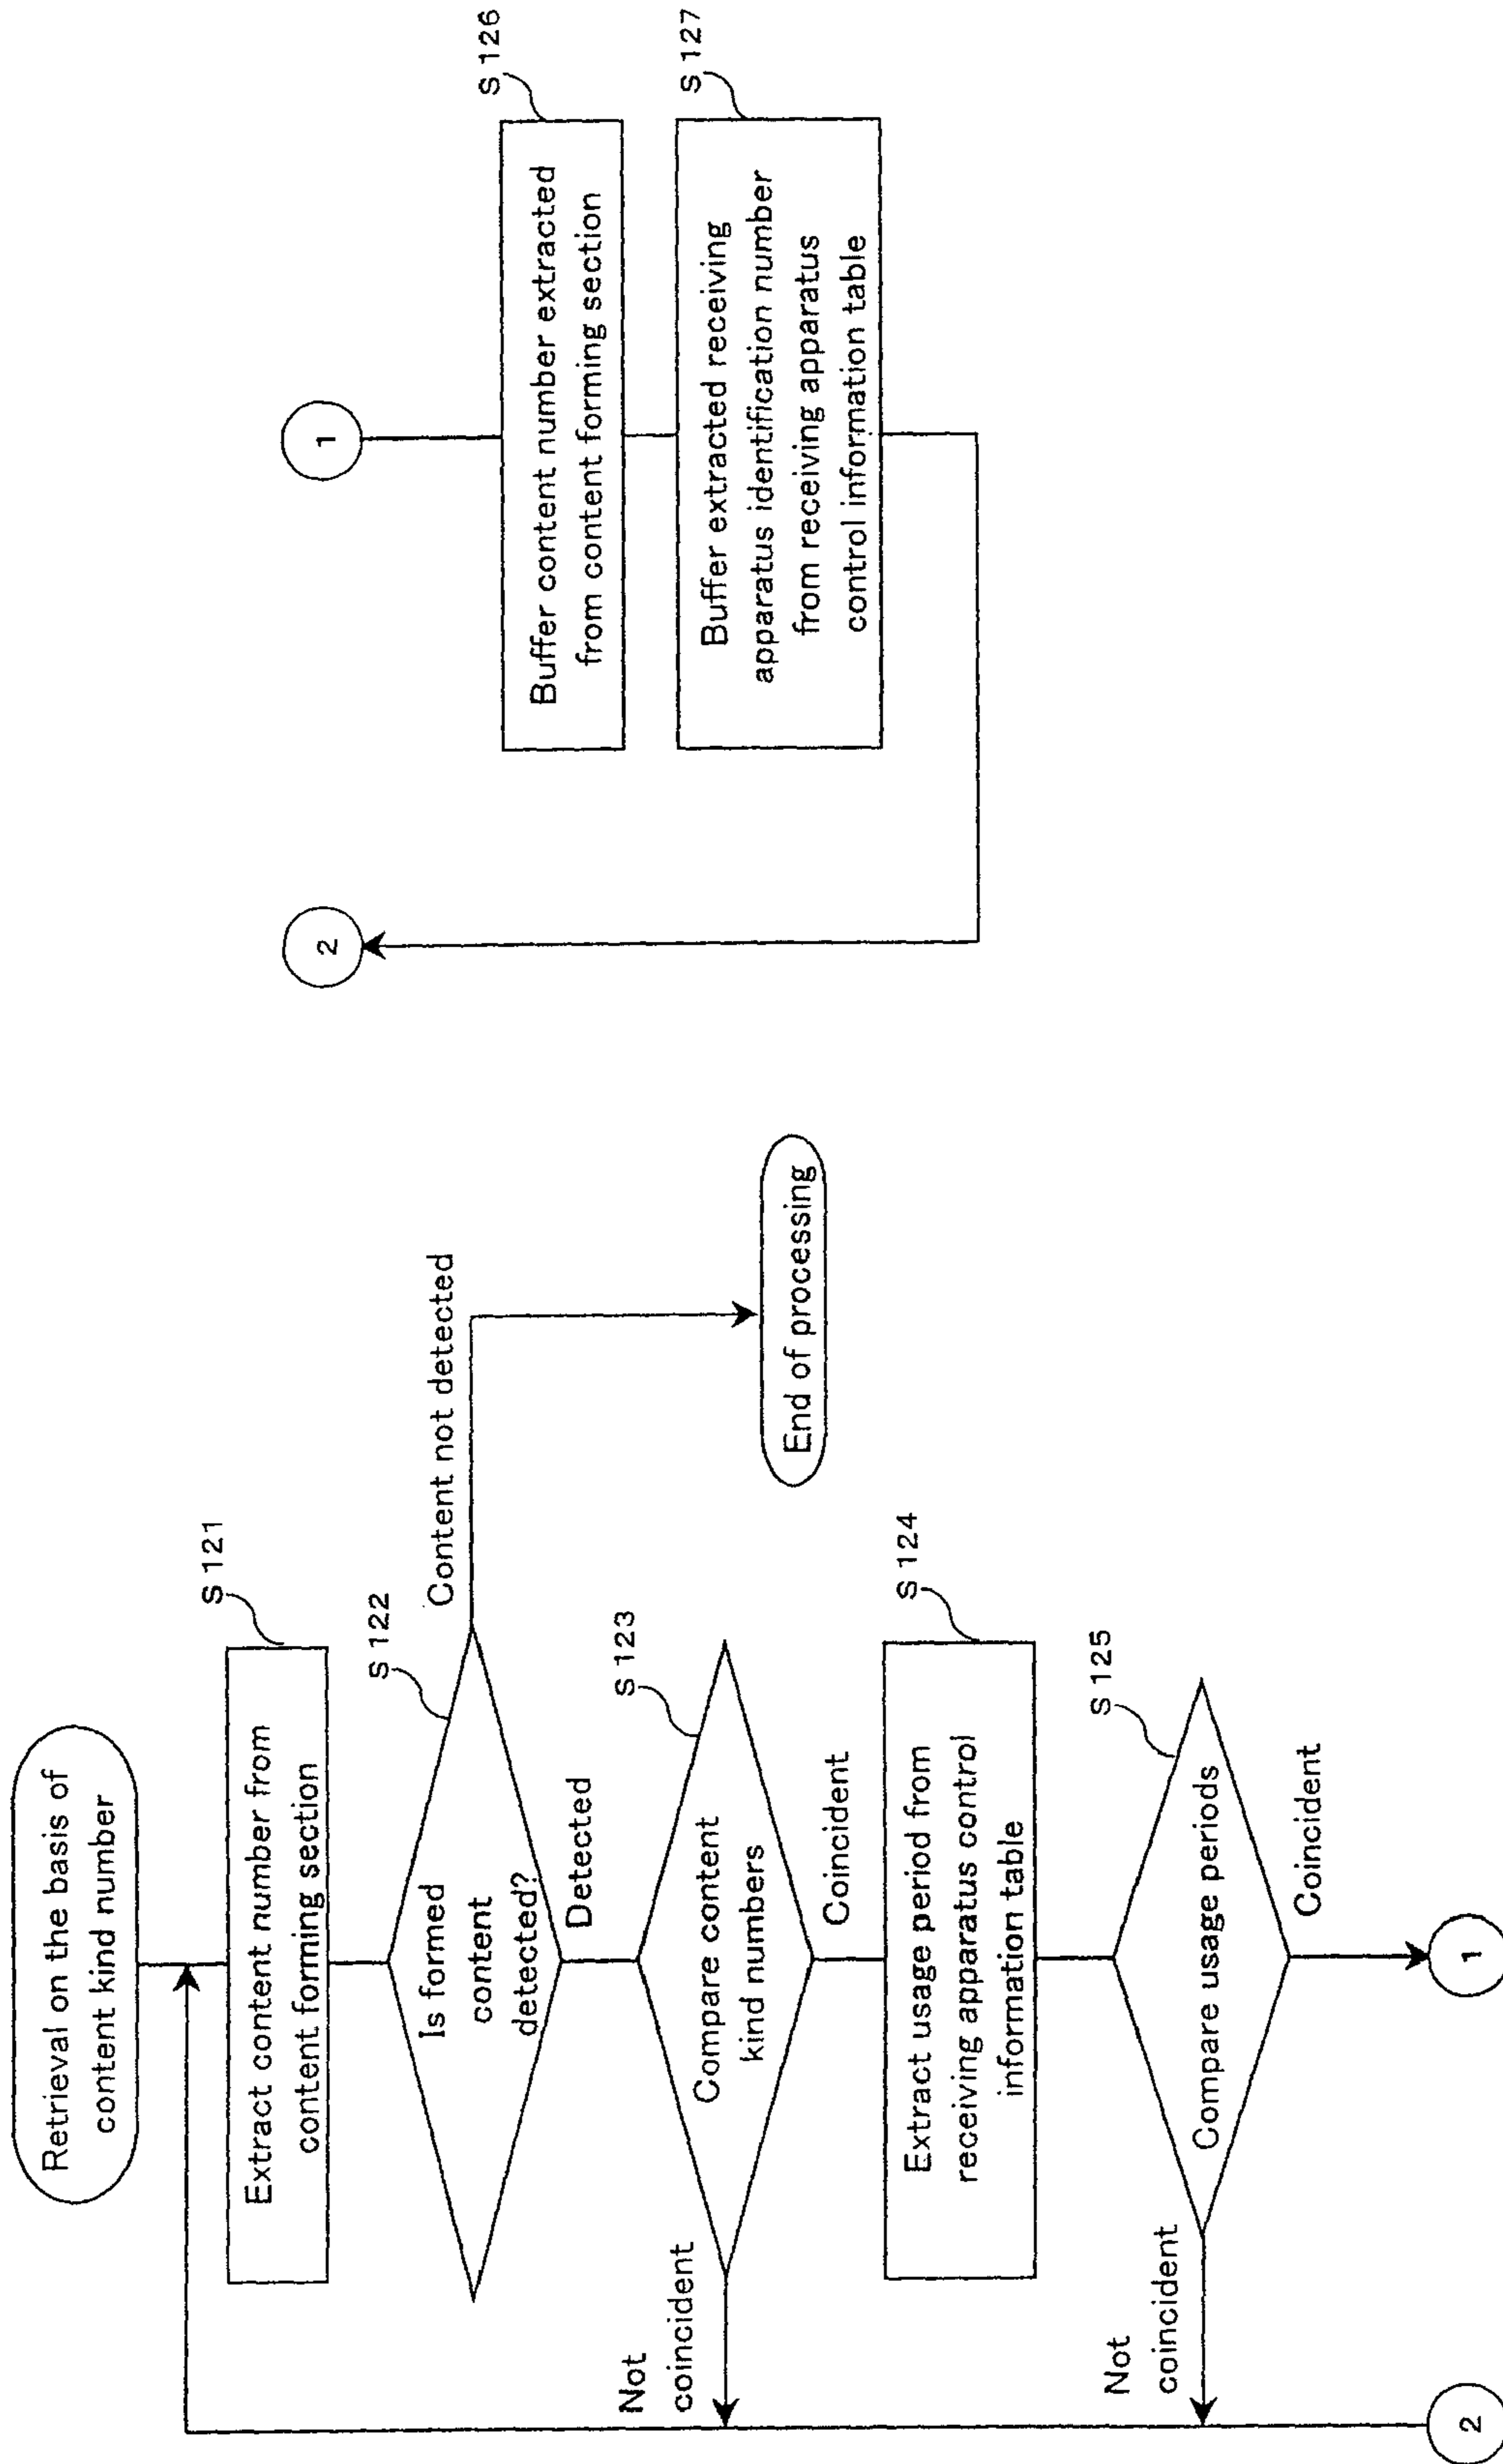 Retrieval on the basis of
content kind number
S 121
Extract content number from
content forming section
S 122
Is formed
content
detected?
Content not detected
Detected
End of processing
S 123
Compare content
kind numbers
Not
coincident
Coincident
S 124
Extract usage period from
receiving apparatus control
information table
S 125
Compare usage periods
Not
coincident
Coincident
2
1
2
1
S 126
Buffer content number extracted
from content forming section
S 127
Buffer extracted receiving
apparatus identification number
from receiving apparatus
control information table